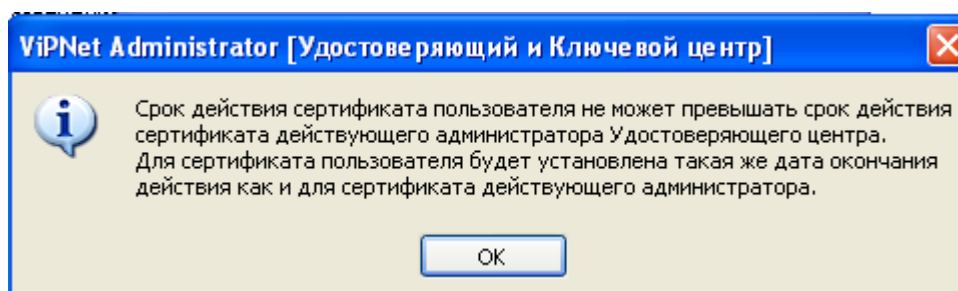 ViPNet Administrator [Удостоверяющий и Ключевой центр]
Срок действия сертификата пользователя не может превышать срок действия
сертификата действующего администратора Удостоверяющего центра.
Для сертификата пользователя будет установлена такая же дата окончания
действия как и для сертификата действующего администратора.
OK